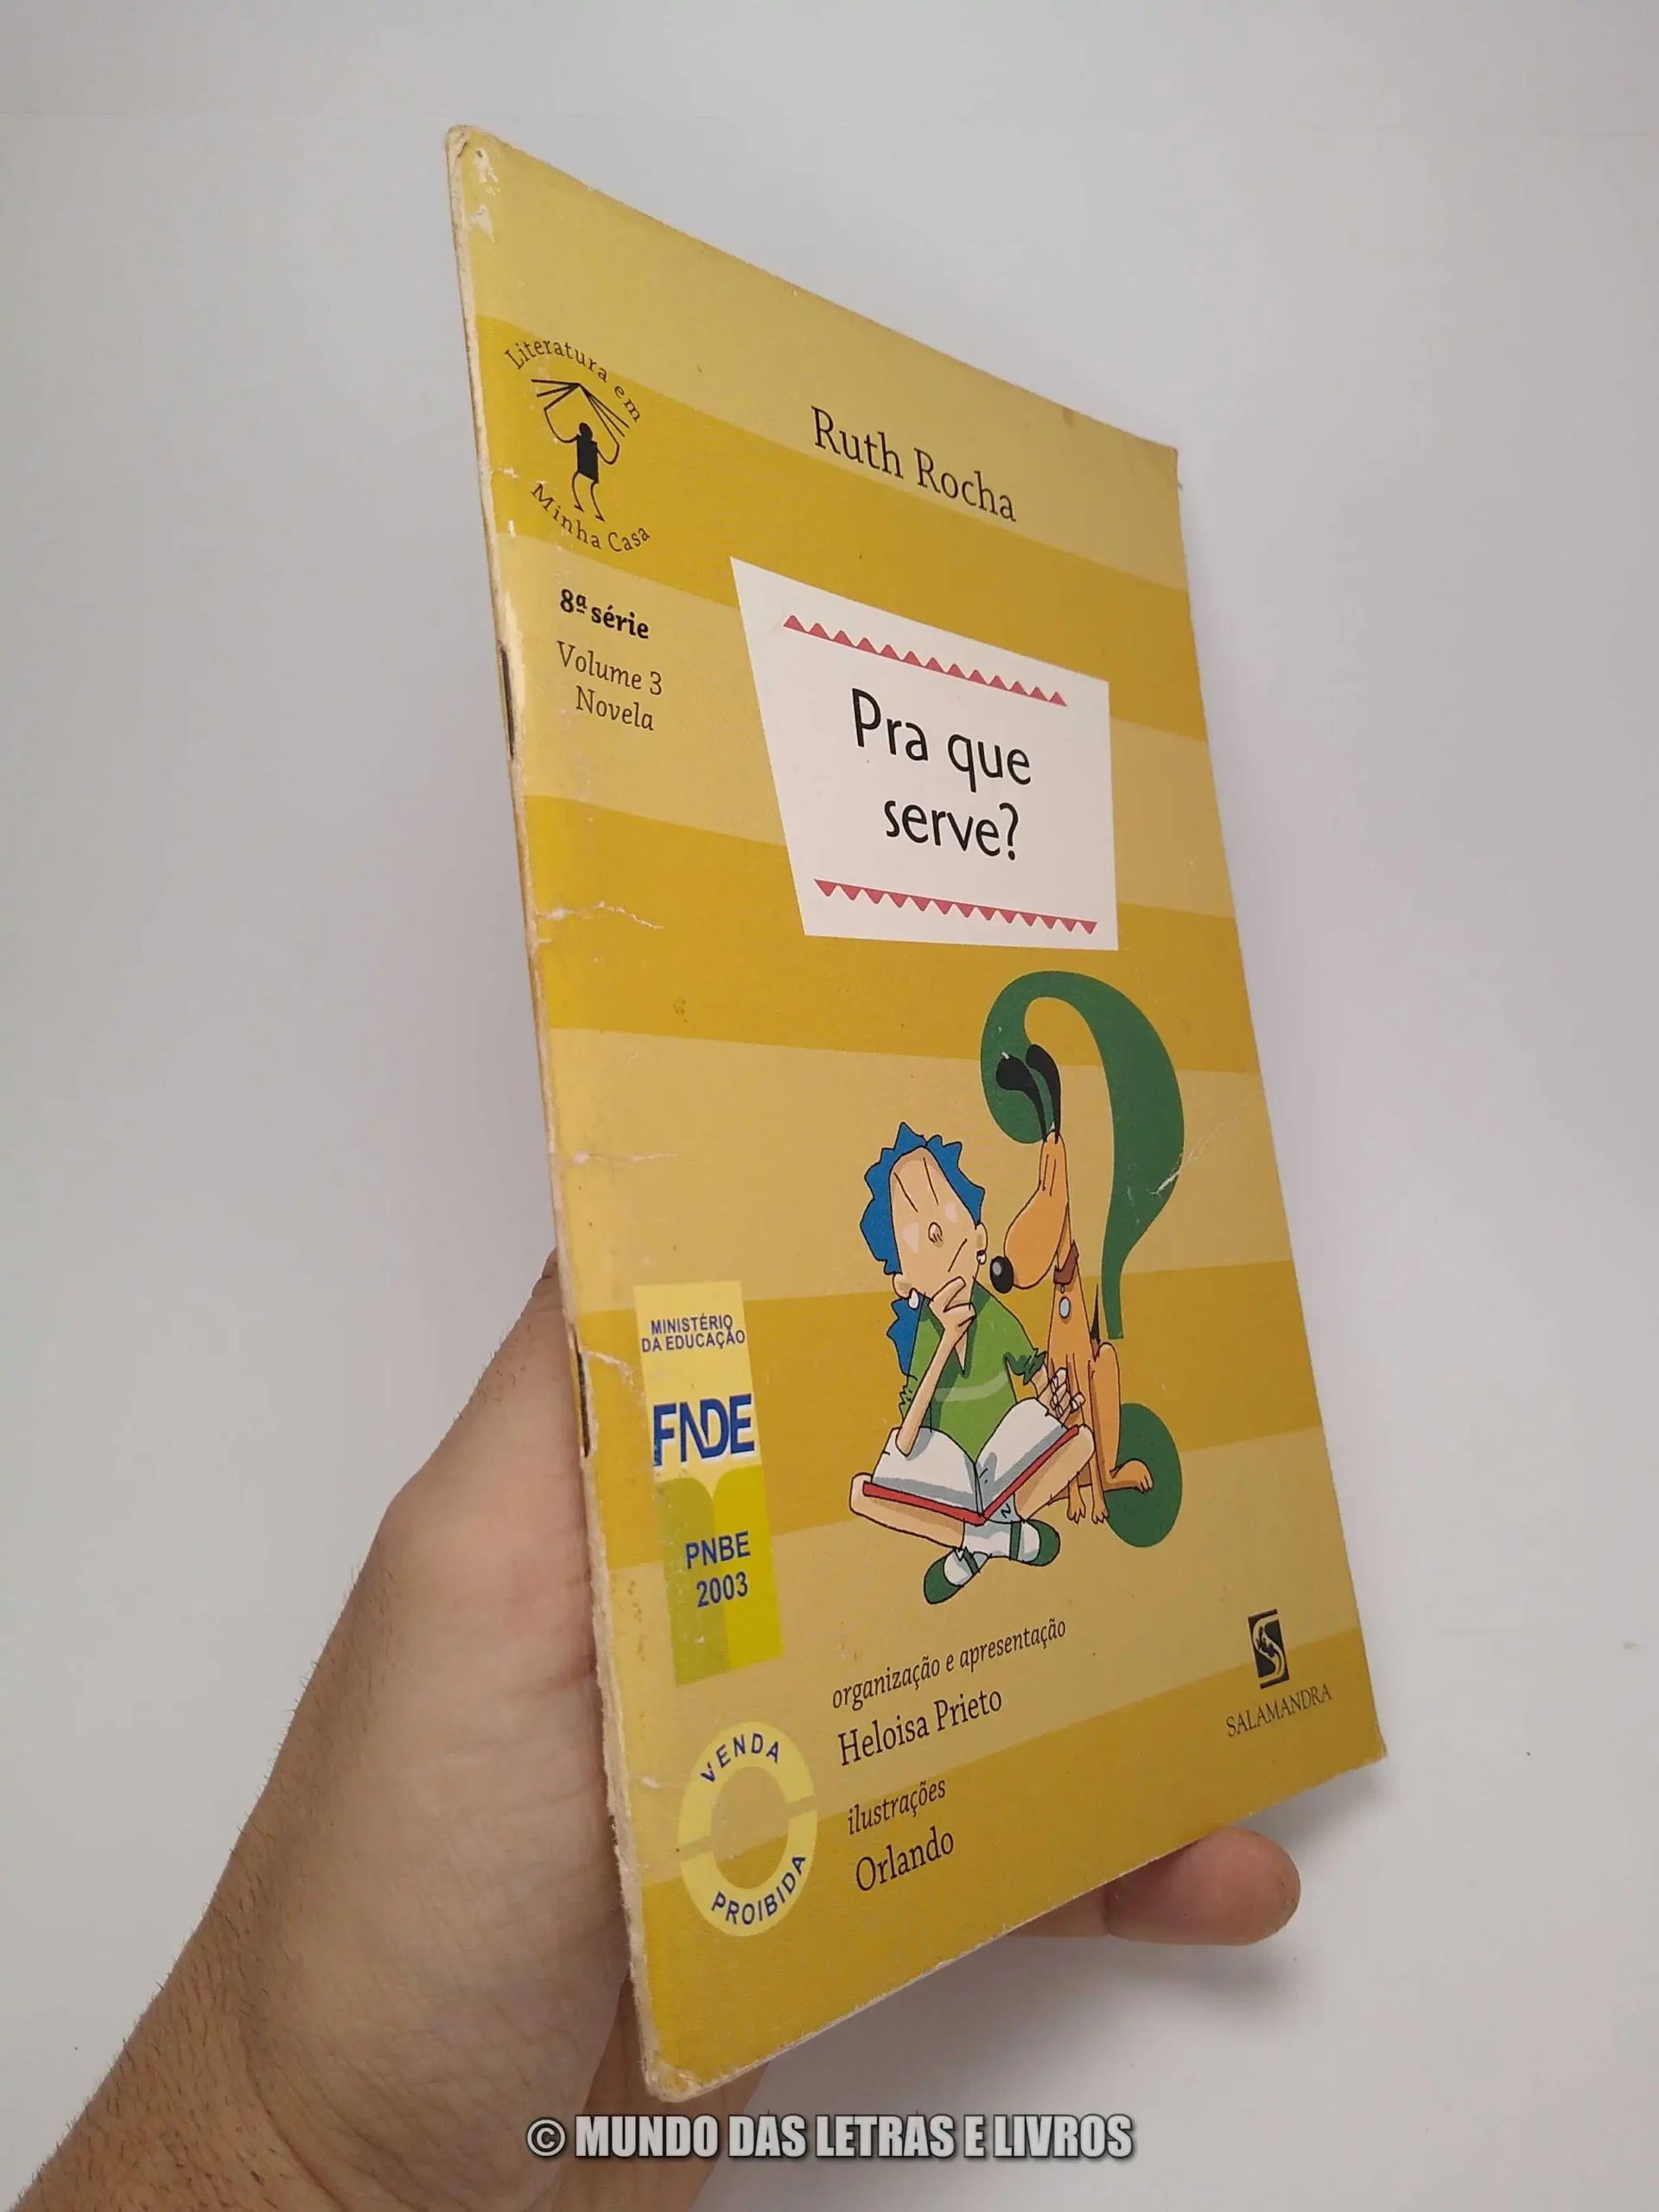 Literatura em
Minha Casa
Ruth Rocha
8ª série
Volume 3
Novela
Pra que
serve?
MINISTÉRIO
DA EDUCAÇÃO
FNDE
PNBE
2003
organização e apresentação
Heloisa Prieto
ilustrações
Orlando
SALAMANDRA
VENDA
PROIBIDA
© MUNDO DAS LETRAS E LIVROS